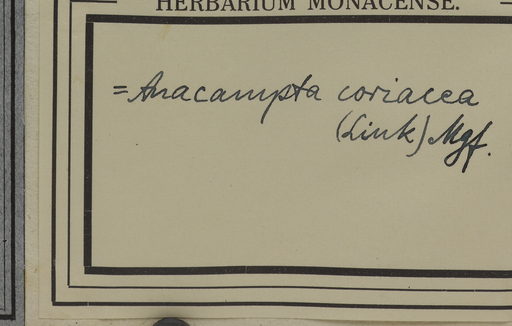 HERBARIUM MONACENSE.
= Anacampta coriacea
(Link) Mgf.